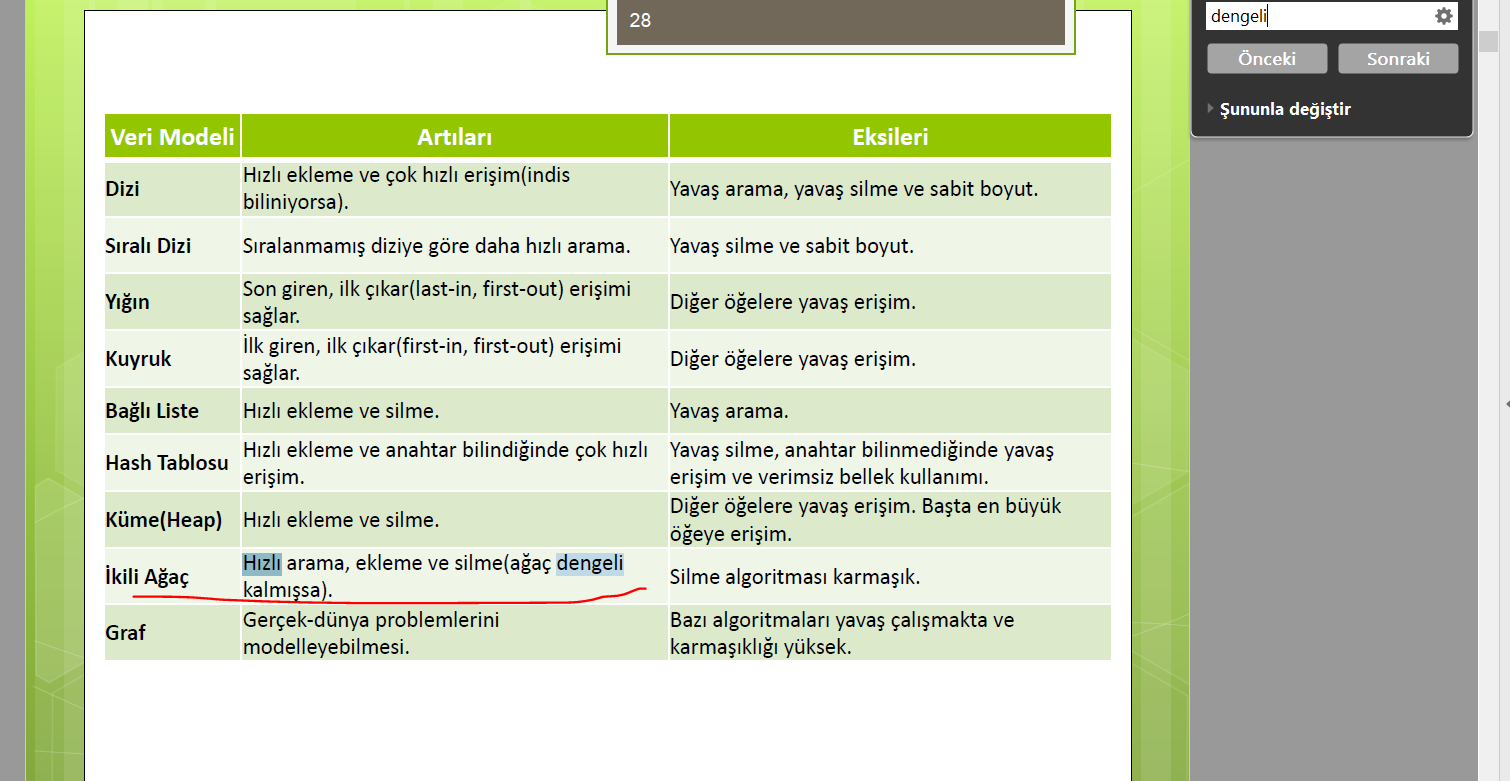 28
dengeli
Önceki
Sonraki
Şununla değiştir
Veri Modeli
Artıları
Eksileri
Dizi
Hızlı ekleme ve çok hızlı erişim(indis
biliniyorsa).
Yavaş arama, yavaş silme ve sabit boyut.
Sıralı Dizi
Sıralanmamış diziye göre daha hızlı arama.
Yavaş silme ve sabit boyut.
Yığın
Son giren, ilk çıkar(last-in, first-out) erişimi
sağlar.
Diğer öğelere yavaş erişim.
Kuyruk
İlk giren, ilk çıkar(first-in, first-out) erişimi
sağlar.
Diğer öğelere yavaş erişim.
Bağlı Liste
Hızlı ekleme ve silme.
Yavaş arama.
Hash Tablosu
Hızlı ekleme ve anahtar bilindiğinde çok hızlı
erişim.
Yavaş silme, anahtar bilinmediğinde yavaş
erişim ve verimsiz bellek kullanımı.
Küme(Heap)
Hızlı ekleme ve silme.
Diğer öğelere yavaş erişim. Başta en büyük
öğeye erişim.
İkili Ağaç
Hızlı arama, ekleme ve silme(ağaç dengeli
kalmışsa).
Silme algoritması karmaşık.
Graf
Gerçek-dünya problemlerini
modelleyebilmesi.
Bazı algoritmaları yavaş çalışmakta ve
karmaşıklığı yüksek.